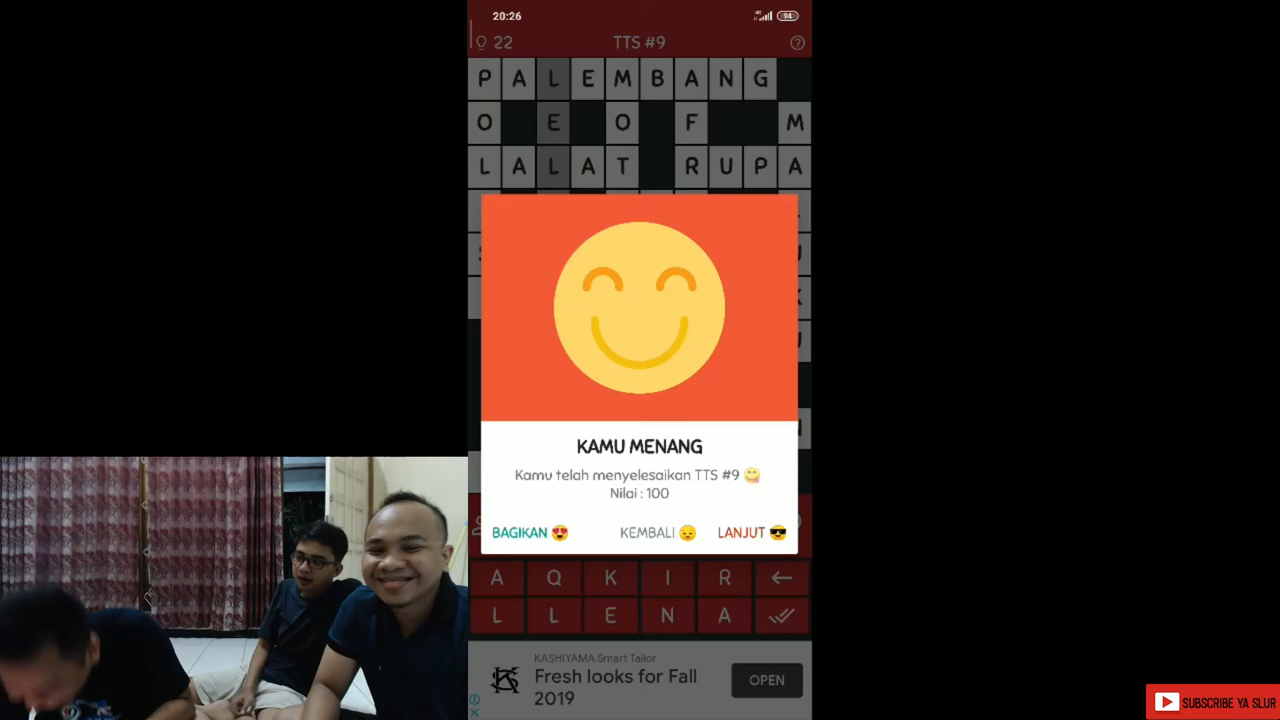 20:26
94
22 TTS #9
P A L E M B A N G
O E O F M
L A L A T R U P A
KAMU MENANG
Kamu telah menyelesaikan TTS #9 😋
Nilai : 100
BAGIKAN 😍 KEMBALI 😔 LANJUT 😎
A Q K I R ←
L L E N A
KASHIYAMA Smart Tailor
Fresh looks for Fall
2019
OPEN
SUBSCRIBE YA SLUR